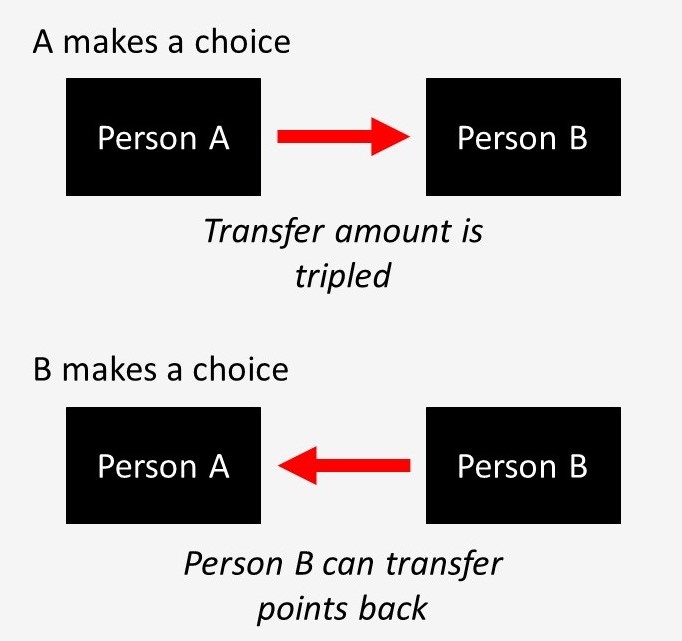 A makes a choice
Person A
Person B
Transfer amount is
tripled
B makes a choice
Person A
Person B
Person B can transfer
points back